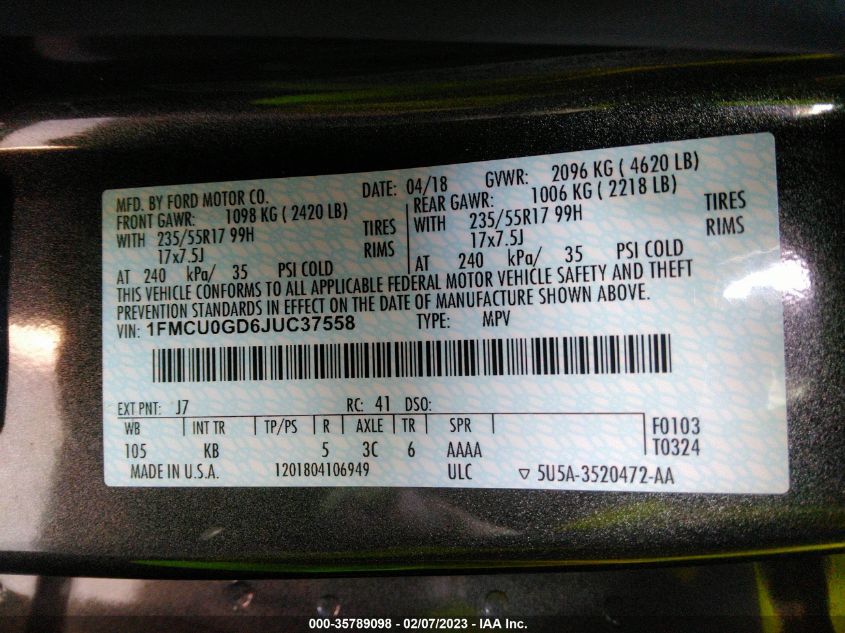 MFD. BY FORD MOTOR CO. DATE: 04/18 GVWR: 2096 KG ( 4620 LB)
FRONT GAWR: 1098 KG ( 2420 LB) REAR GAWR: 1006 KG ( 2218 LB)
WITH 235/55R17 99H TIRES WITH 235/55R17 99H TIRES
17x7.5J RIMS 17x7.5J RIMS
AT 240 kPa/ 35 PSI COLD AT 240 kPa/ 35 PSI COLD
THIS VEHICLE CONFORMS TO ALL APPLICABLE FEDERAL MOTOR VEHICLE SAFETY AND THEFT
PREVENTION STANDARDS IN EFFECT ON THE DATE OF MANUFACTURE SHOWN ABOVE.
VIN: 1FMCU0GD6JUC37558 TYPE: MPV
EXT PNT: J7 RC: 41 DSO:
WB INT TR TP/PS R AXLE TR SPR F0103
105 KB 5 3C 6 AAAA T0324
MADE IN U.S.A. 1201804106949 ULC ▽ 5U5A-3520472-AA
000-35789098 - 02/07/2023 - IAA Inc.